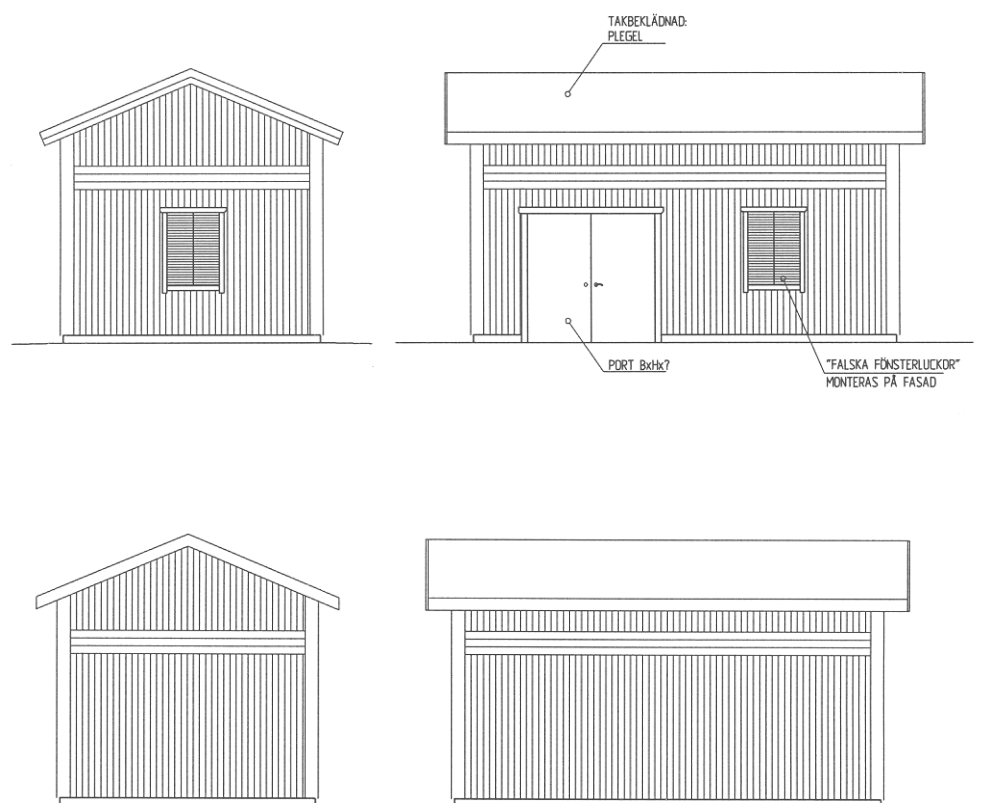 TAKBEKLÄDNAD:
PLEGEL
PORT BxHx?
"FALSKA FÖNSTERLUCKOR"
MONTERAS PÅ FASAD